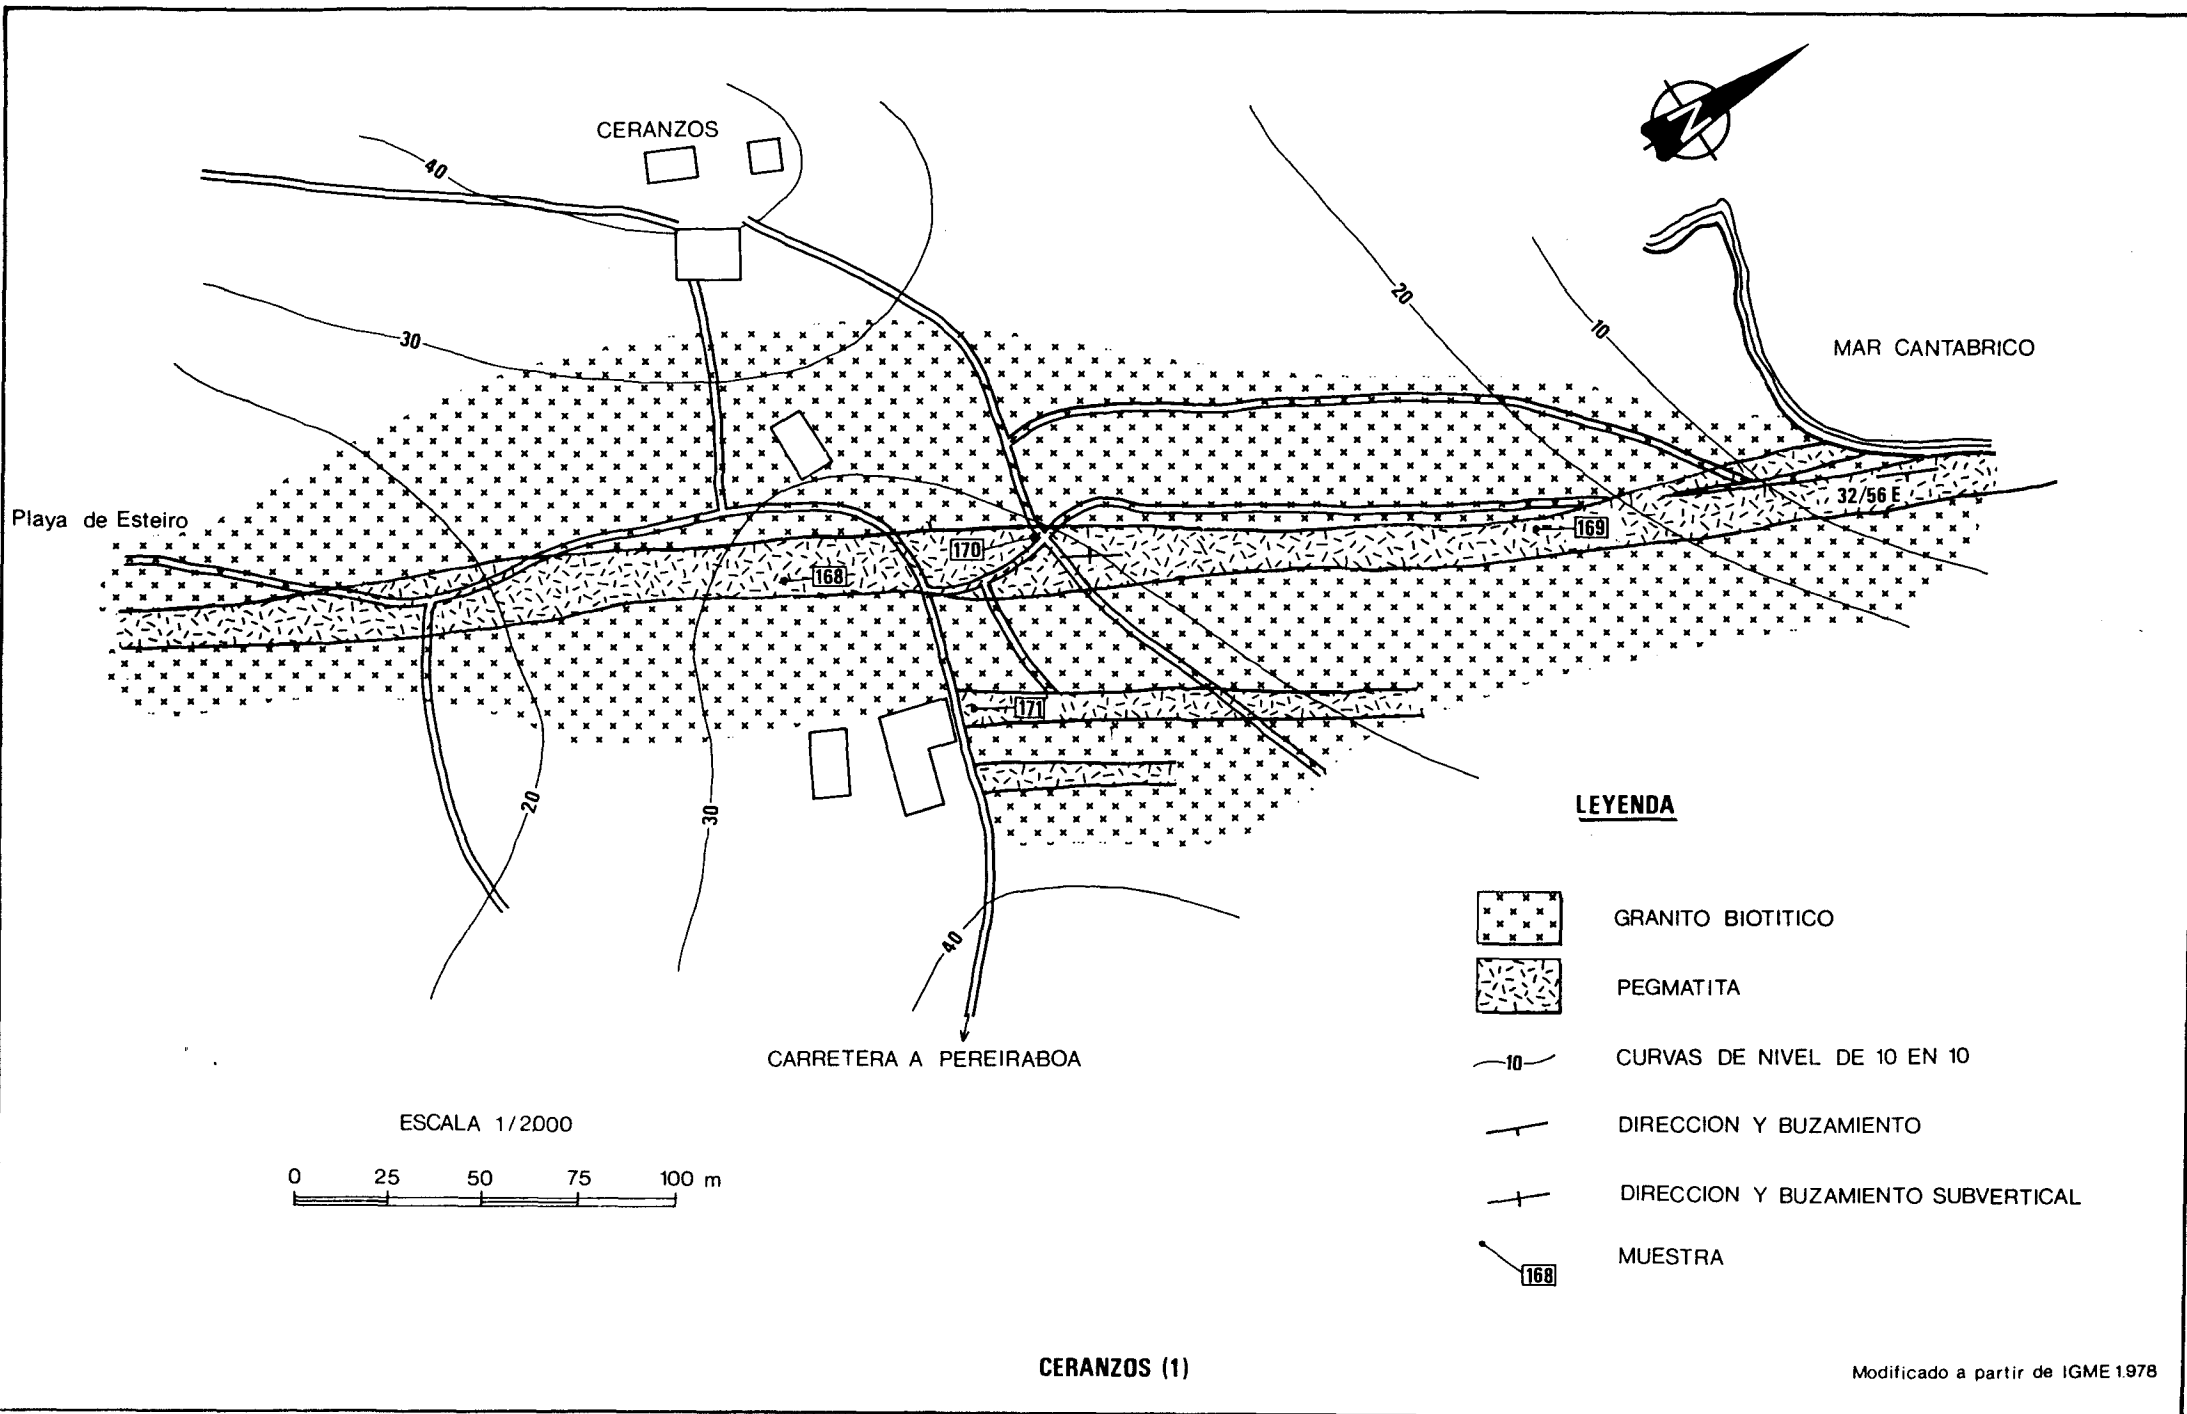 CERANZOS
40
N
20
10
30
MAR CANTABRICO
32/56 E
Playa de Esteiro
169
170
168
171
20
30
40
CARRETERA A PEREIRABOA
ESCALA 1/2000
0 25 50 75 100 m
LEYENDA
GRANITO BIOTITICO
PEGMATITA
10
CURVAS DE NIVEL DE 10 EN 10
DIRECCION Y BUZAMIENTO
DIRECCION Y BUZAMIENTO SUBVERTICAL
MUESTRA
168
CERANZOS (1)
Modificado a partir de IGME 1.978